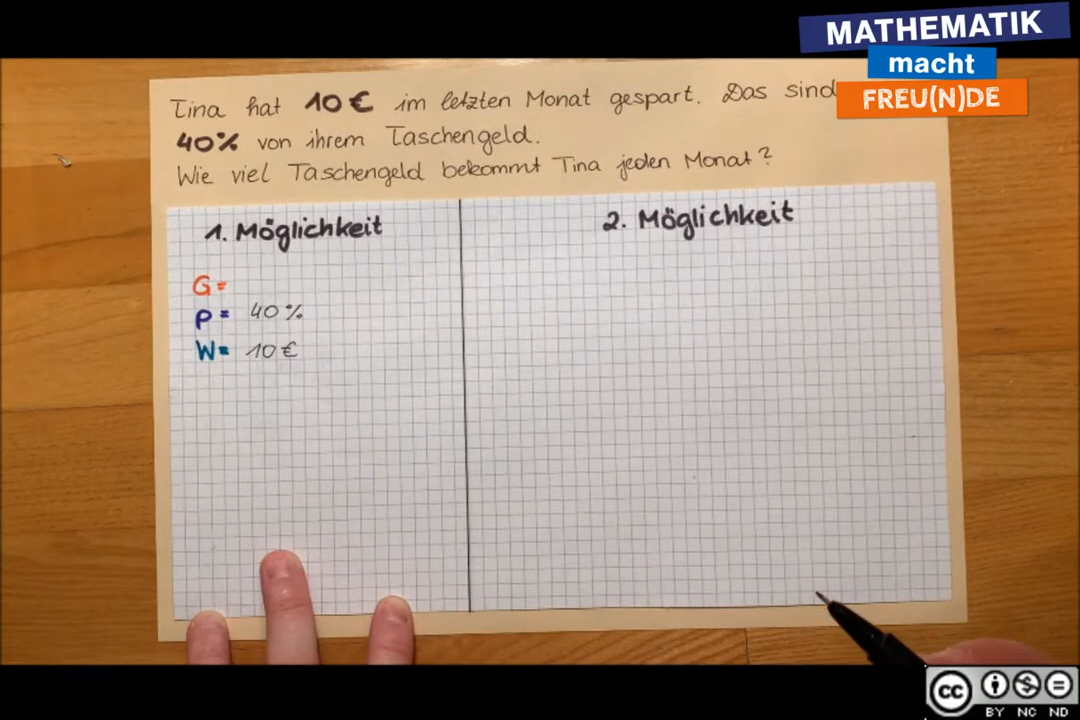 MATHEMATIK
macht
FREU(N)DE
Tina hat 10€ im letzten Monat gespart. Das sind
40% von ihrem Taschengeld.
Wie viel Taschengeld bekommt Tina jeden Monat?
1. Möglichkeit
2. Möglichkeit
G=
p= 40%
W= 10€
cc
BY NC ND